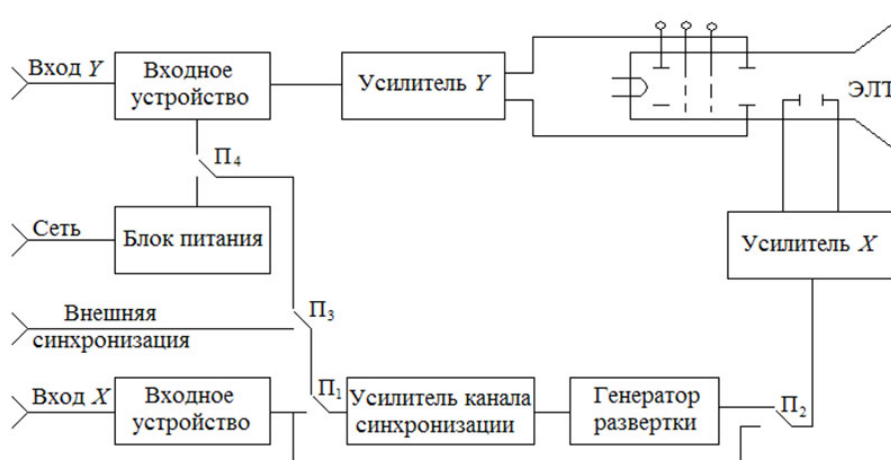 Вход Y
Входное
устройство
Усилитель Y
ЭЛТ
П4
Сеть
Блок питания
Усилитель X
Внешняя
синхронизация
П3
Вход X
Входное
устройство
П1
Усилитель канала
синхронизации
Генератор
развертки
П2